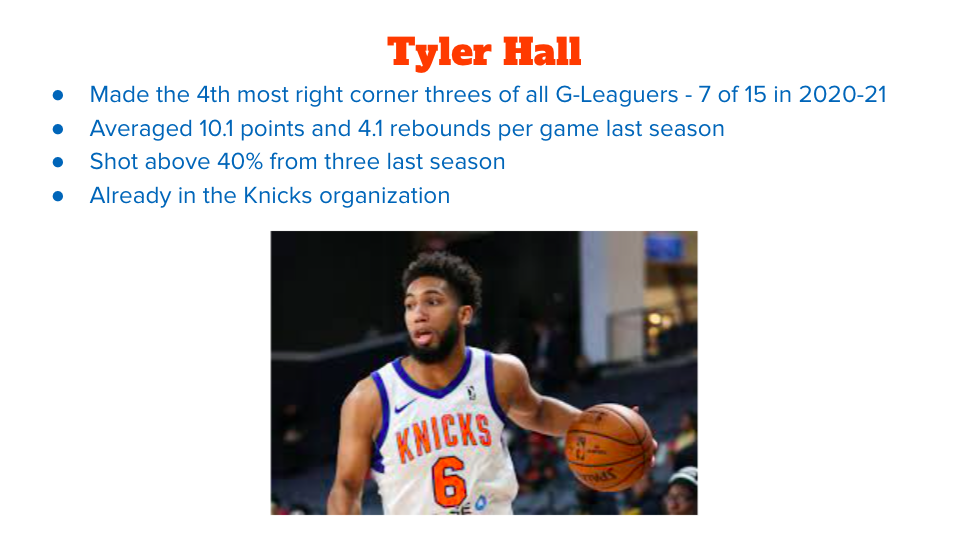 Tyler Hall
● Made the 4th most right corner threes of all G-Leaguers - 7 of 15 in 2020-21
● Averaged 10.1 points and 4.1 rebounds per game last season
● Shot above 40% from three last season
● Already in the Knicks organization
KNICKS
6
SPALDING